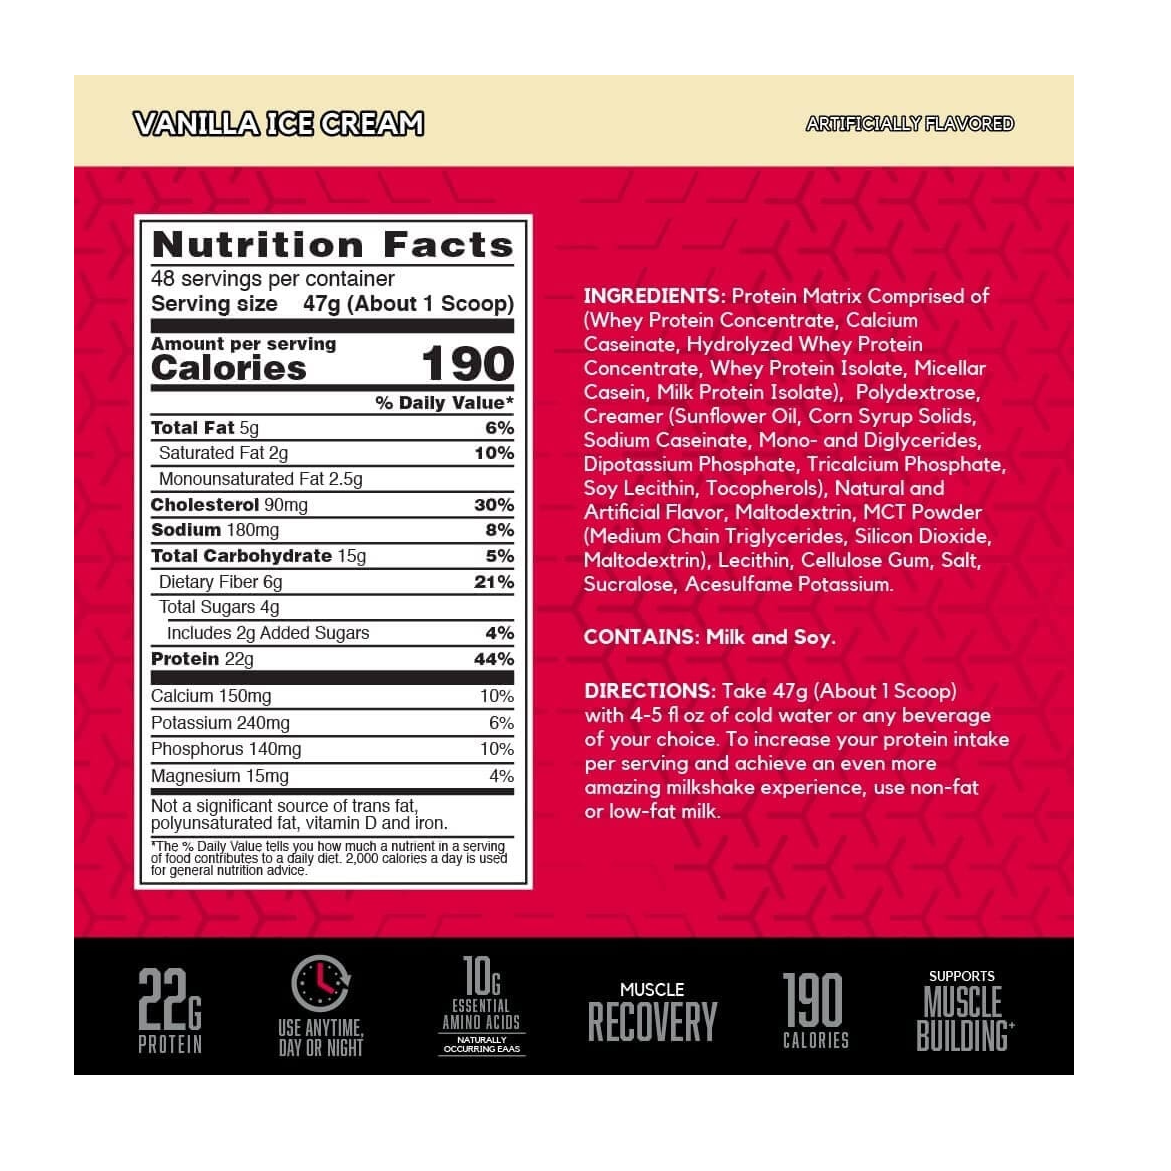 VANILLA ICE CREAM
ARTIFICIALLY FLAVORED
Nutrition Facts
48 servings per container
Serving size 47g (About 1 Scoop)
Amount per serving
Calories 190
% Daily Value*
Total Fat 5g 6%
Saturated Fat 2g 10%
Monounsaturated Fat 2.5g
Cholesterol 90mg 30%
Sodium 180mg 8%
Total Carbohydrate 15g 5%
Dietary Fiber 6g 21%
Total Sugars 4g
Includes 2g Added Sugars 4%
Protein 22g 44%
Calcium 150mg 10%
Potassium 240mg 6%
Phosphorus 140mg 10%
Magnesium 15mg 4%
Not a significant source of trans fat,
polyunsaturated fat, vitamin D and iron.
*The % Daily Value tells you how much a nutrient in a serving
of food contributes to a daily diet. 2,000 calories a day is used
for general nutrition advice.
INGREDIENTS: Protein Matrix Comprised of
(Whey Protein Concentrate, Calcium
Caseinate, Hydrolyzed Whey Protein
Concentrate, Whey Protein Isolate, Micellar
Casein, Milk Protein Isolate), Polydextrose,
Creamer (Sunflower Oil, Corn Syrup Solids,
Sodium Caseinate, Mono- and Diglycerides,
Dipotassium Phosphate, Tricalcium Phosphate,
Soy Lecithin, Tocopherols), Natural and
Artificial Flavor, Maltodextrin, MCT Powder
(Medium Chain Triglycerides, Silicon Dioxide,
Maltodextrin), Lecithin, Cellulose Gum, Salt,
Sucralose, Acesulfame Potassium.
CONTAINS: Milk and Soy.
DIRECTIONS: Take 47g (About 1 Scoop)
with 4-5 fl oz of cold water or any beverage
of your choice. To increase your protein intake
per serving and achieve an even more
amazing milkshake experience, use non-fat
or low-fat milk.
22G
PROTEIN
USE ANYTIME,
DAY OR NIGHT
10G
ESSENTIAL
AMINO ACIDS
NATURALLY
OCCURRING EAAS
MUSCLE
RECOVERY
190
CALORIES
SUPPORTS
MUSCLE
BUILDING+